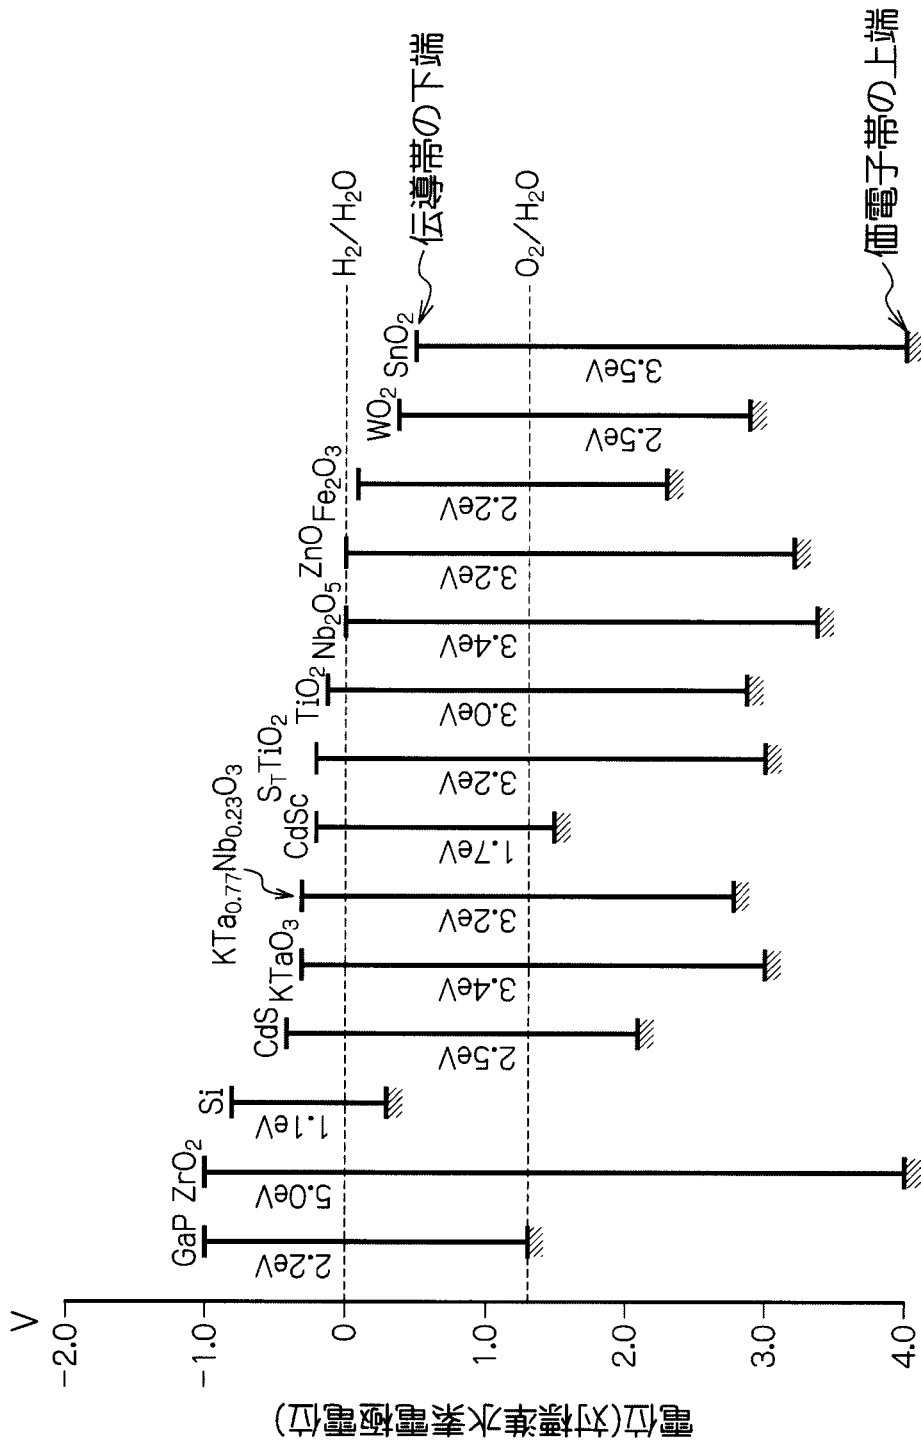 V
-2.0
-1.0
0
1.0
2.0
3.0
4.0
電位(対標準水素電極電位)
GaP
2.2eV
ZrO2
5.0eV
Si
1.1eV
CdS
2.5eV
KTaO3
3.4eV
KTa0.77Nb0.23O3
3.2eV
CdSc
1.7eV
STTiO2
3.2eV
TiO2
3.0eV
Nb2O5
3.4eV
ZnO
3.2eV
Fe2O3
2.2eV
WO2
2.5eV
SnO2
3.5eV
H2/H2O
伝導帯の下端
O2/H2O
価電子帯の上端